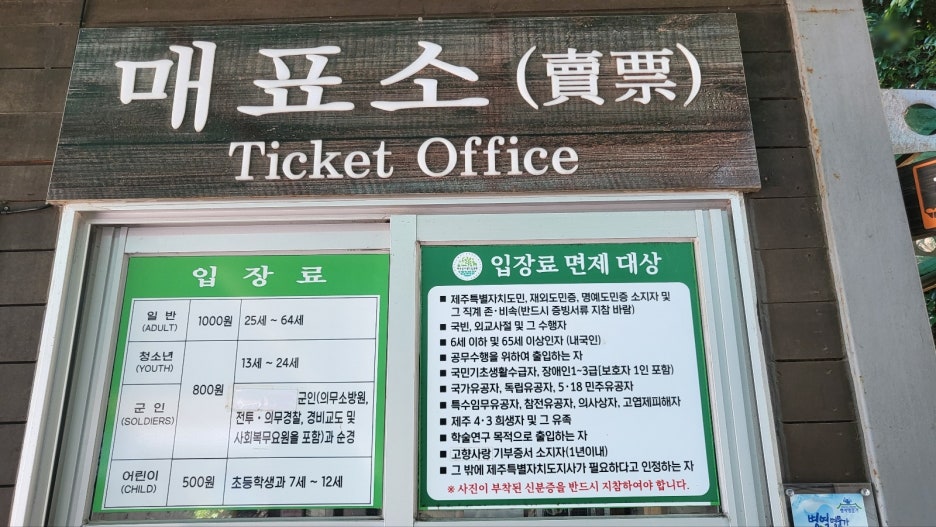 매표소(賣票)
Ticket Office
입장료
일 반
(ADULT)
1000원
25세 ~ 64세
청소년
(YOUTH)
800원
13세 ~ 24세
군 인
(SOLDIERS)
군인(의무소방원,
전투·의무경찰, 경비교도 및
사회복무요원을 포함)과 순경
어린이
(CHILD)
500원
초등학생과 7세 ~ 12세
입장료 면제 대상
■ 제주특별자치도민, 재외도민증, 명예도민증 소지자 및
그 직계 존·비속(반드시 증빙서류 지참 바람)
■ 국빈, 외교사절 및 그 수행자
■ 6세 이하 및 65세 이상인자 (내국인)
■ 공무수행을 위하여 출입하는 자
■ 국민기초생활수급자, 장애인1~3급(보호자 1인 포함)
■ 국가유공자, 독립유공자, 5·18 민주유공자
■ 특수임무유공자, 참전유공자, 의사상자, 고엽제피해자
■ 제주 4·3 희생자 및 그 유족
■ 학술연구 목적으로 출입하는 자
■ 고향사랑 기부증서 소지자(1년이내)
■ 그 밖에 제주특별자치도지사가 필요하다고 인정하는 자
※ 사진이 부착된 신분증을 반드시 지참하여야 합니다.